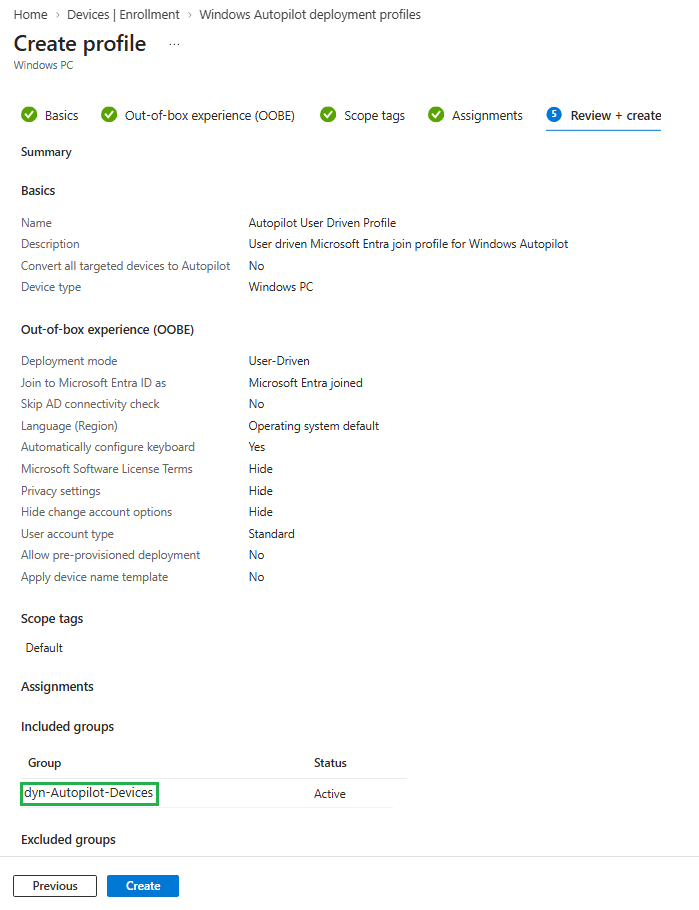 Home > Devices | Enrollment > Windows Autopilot deployment profiles
Create profile ...
Windows PC
Basics Out-of-box experience (OOBE) Scope tags Assignments 5 Review + create
Summary
Basics
Name Autopilot User Driven Profile
Description User driven Microsoft Entra join profile for Windows Autopilot
Convert all targeted devices to Autopilot No
Device type Windows PC
Out-of-box experience (OOBE)
Deployment mode User-Driven
Join to Microsoft Entra ID as Microsoft Entra joined
Skip AD connectivity check No
Language (Region) Operating system default
Automatically configure keyboard Yes
Microsoft Software License Terms Hide
Privacy settings Hide
Hide change account options Hide
User account type Standard
Allow pre-provisioned deployment No
Apply device name template No
Scope tags
Default
Assignments
Included groups
Group Status
dyn-Autopilot-Devices Active
Excluded groups
Previous Create